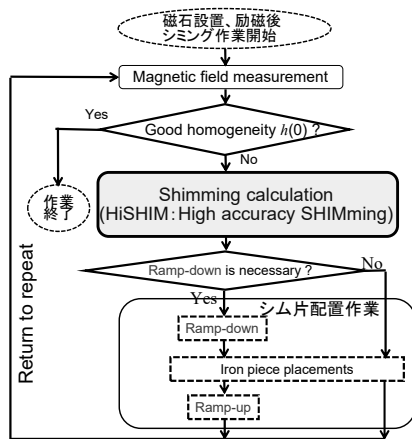 磁石設置、励磁後
シミング作業開始
Magnetic field measurement
Yes
Good homogeneity h(0) ?
No
作業
終了
Shimming calculation
(HiSHIM：High accuracy SHIMming)
Ramp-down is necessary ?
No
Yes
シム片配置作業
Ramp-down
Iron piece placements
Ramp-up
Return to repeat